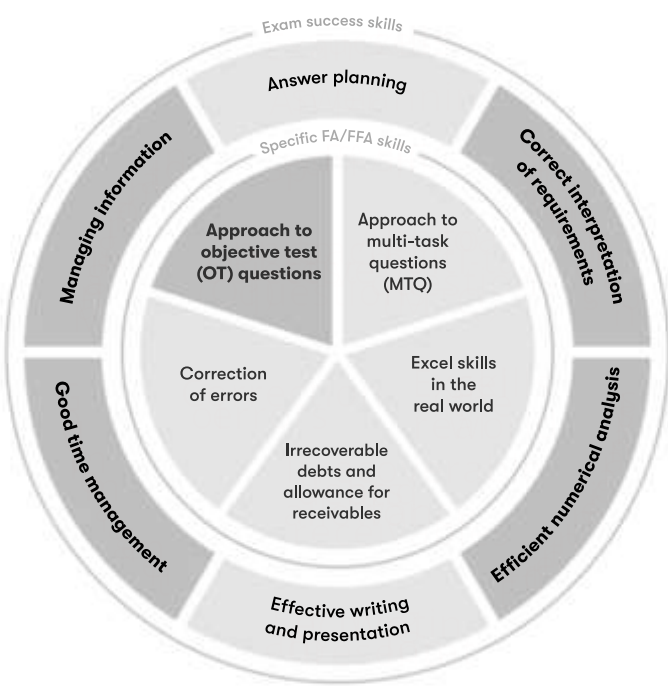 Exam success skills
Answer planning
Correct interpretation
of requirements
Efficient numerical analysis
Effective writing
and presentation
Good time management
Managing information
Specific FA/FFA skills
Approach to
objective test
(OT) questions
Approach to
multi-task
questions
(MTQ)
Excel skills
in the
real world
Irrecoverable
debts and
allowance for
receivables
Correction
of errors